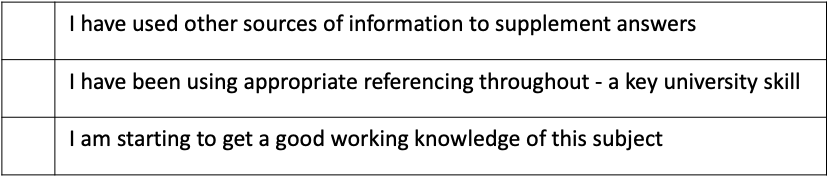 I have used other sources of information to supplement answers
I have been using appropriate referencing throughout - a key university skill
I am starting to get a good working knowledge of this subject